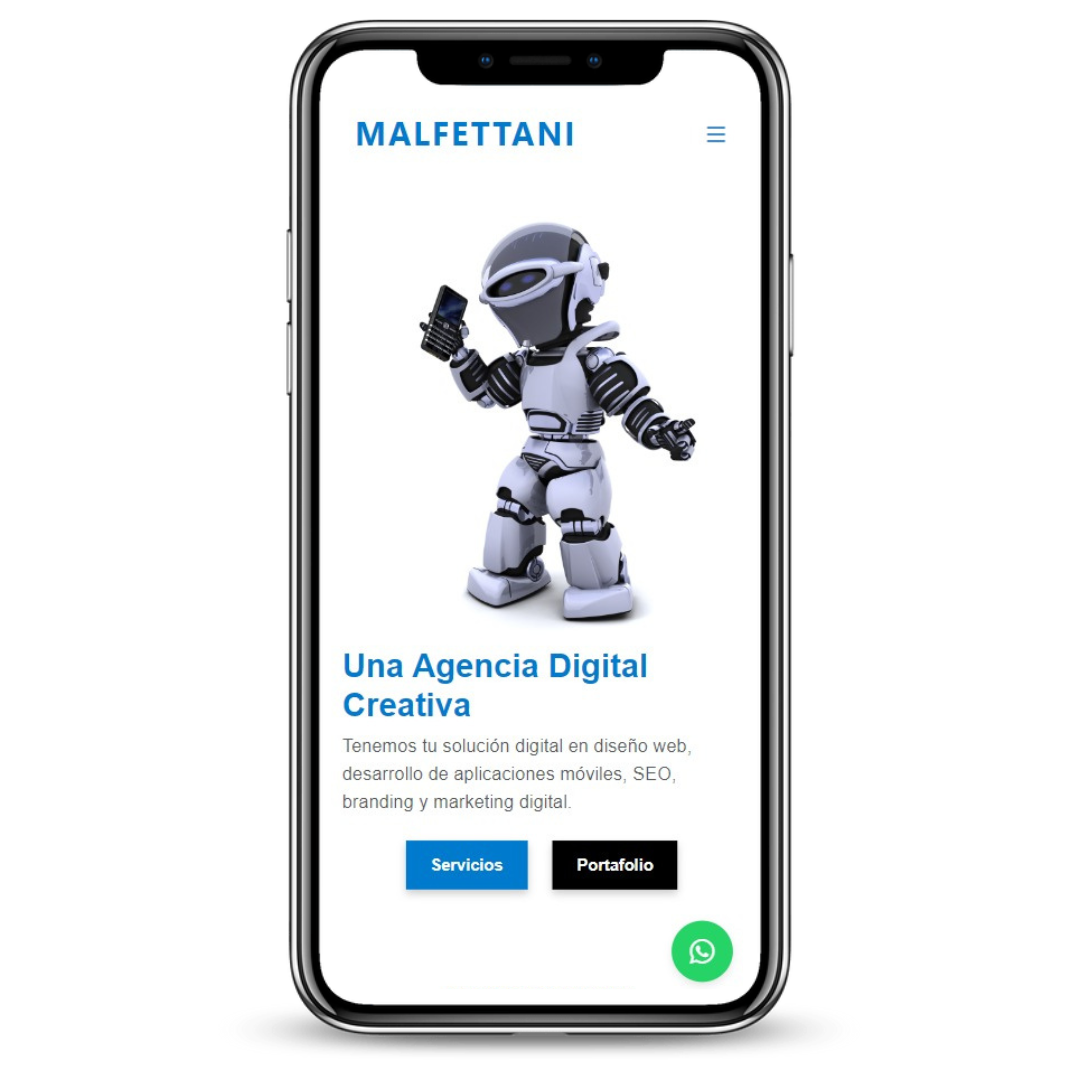 MALFETTANI
Una Agencia Digital
Creativa
Tenemos tu solución digital en diseño web,
desarrollo de aplicaciones móviles, SEO,
branding y marketing digital.
Servicios
Portafolio